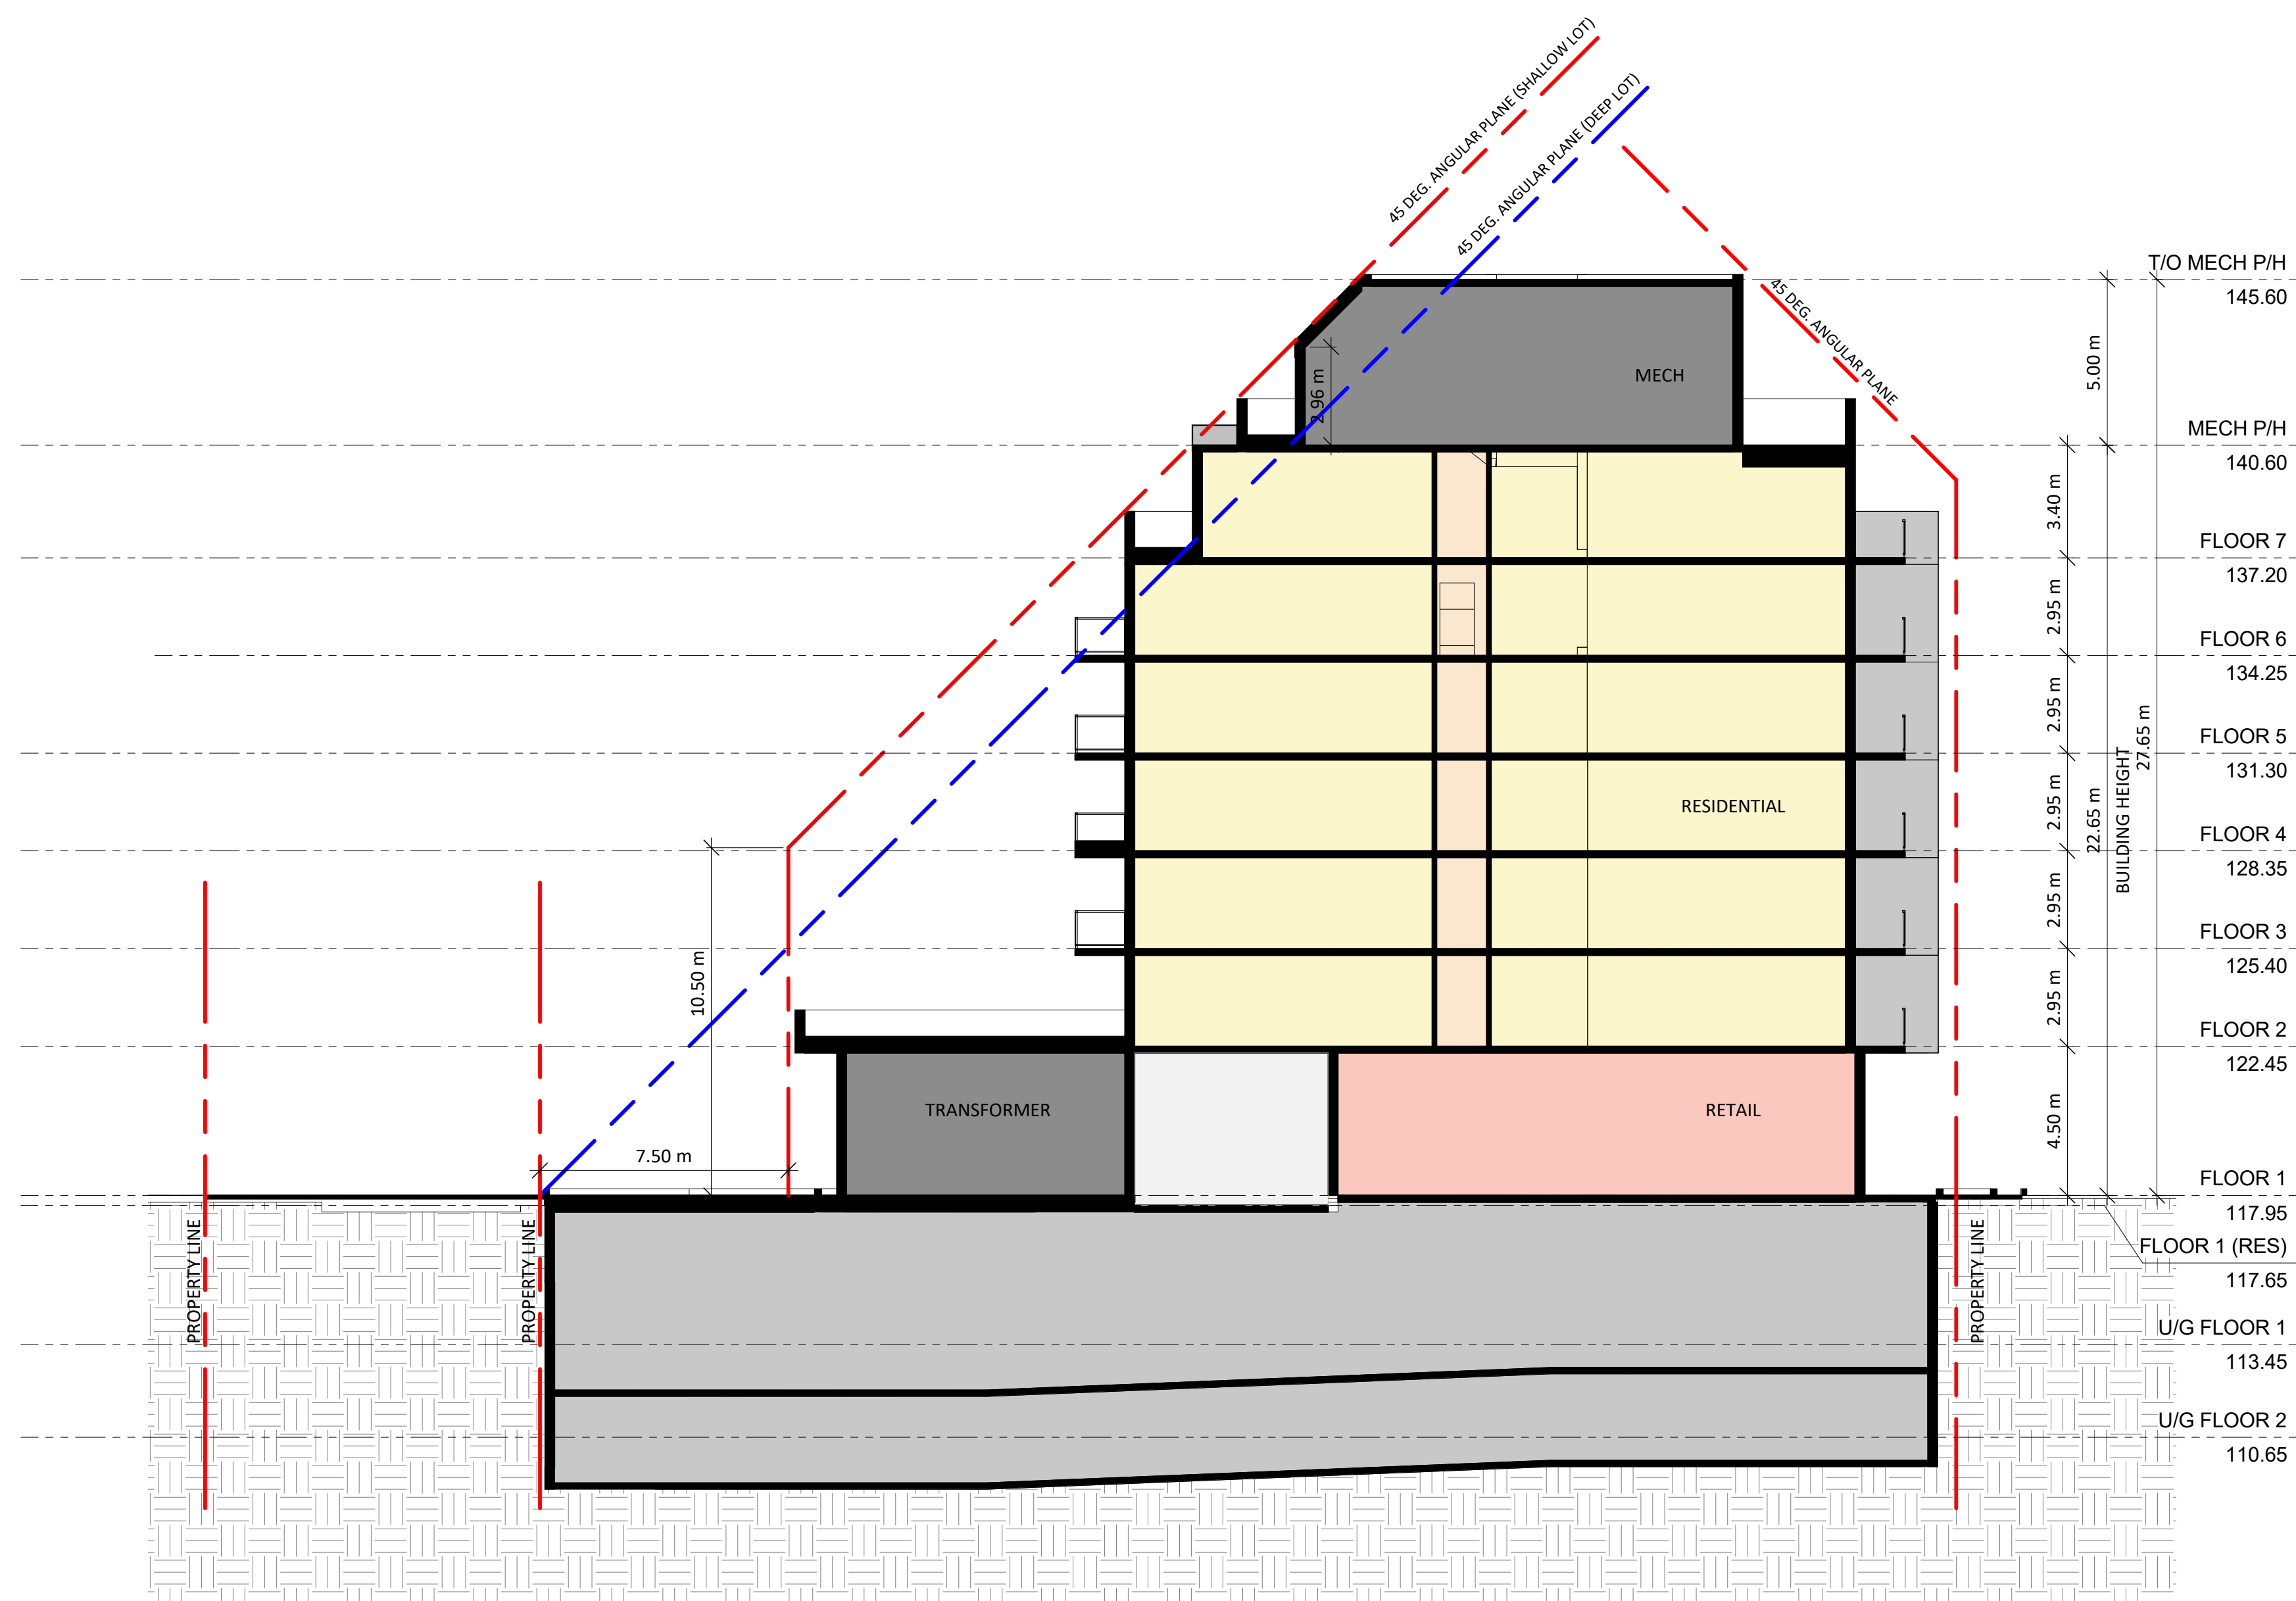 45 DEG. ANGULAR PLANE (SHALLOW LOT)
45 DEG. ANGULAR PLANE (DEEP LOT)
45 DEG. ANGULAR PLANE
T/O MECH P/H
145.60
5.00 m
MECH
2.96 m
MECH P/H
140.60
3.40 m
FLOOR 7
137.20
2.95 m
FLOOR 6
134.25
2.95 m
27.65 m
FLOOR 5
131.30
2.95 m
RESIDENTIAL
22.65 m
BUILDING HEIGHT
FLOOR 4
128.35
2.95 m
FLOOR 3
125.40
10.50 m
2.95 m
FLOOR 2
122.45
TRANSFORMER
RETAIL
4.50 m
7.50 m
FLOOR 1
117.95
PROPERTY LINE
PROPERTY LINE
PROPERTY LINE
FLOOR 1 (RES)
117.65
U/G FLOOR 1
113.45
U/G FLOOR 2
110.65